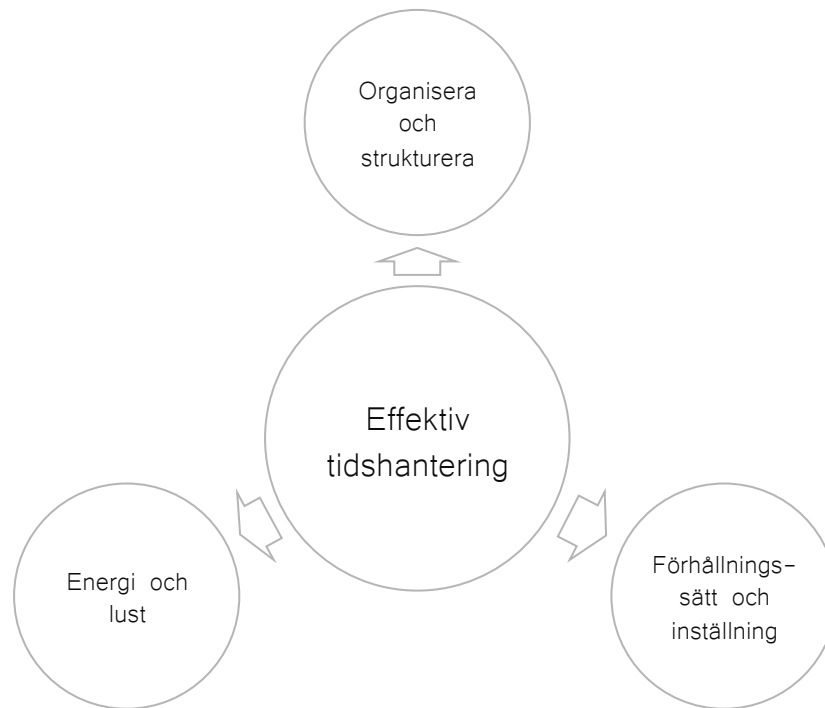 Organisera
och
strukturera
Effektiv
tidshantering
Energi och
lust
Förhållnings-
sätt och
inställning